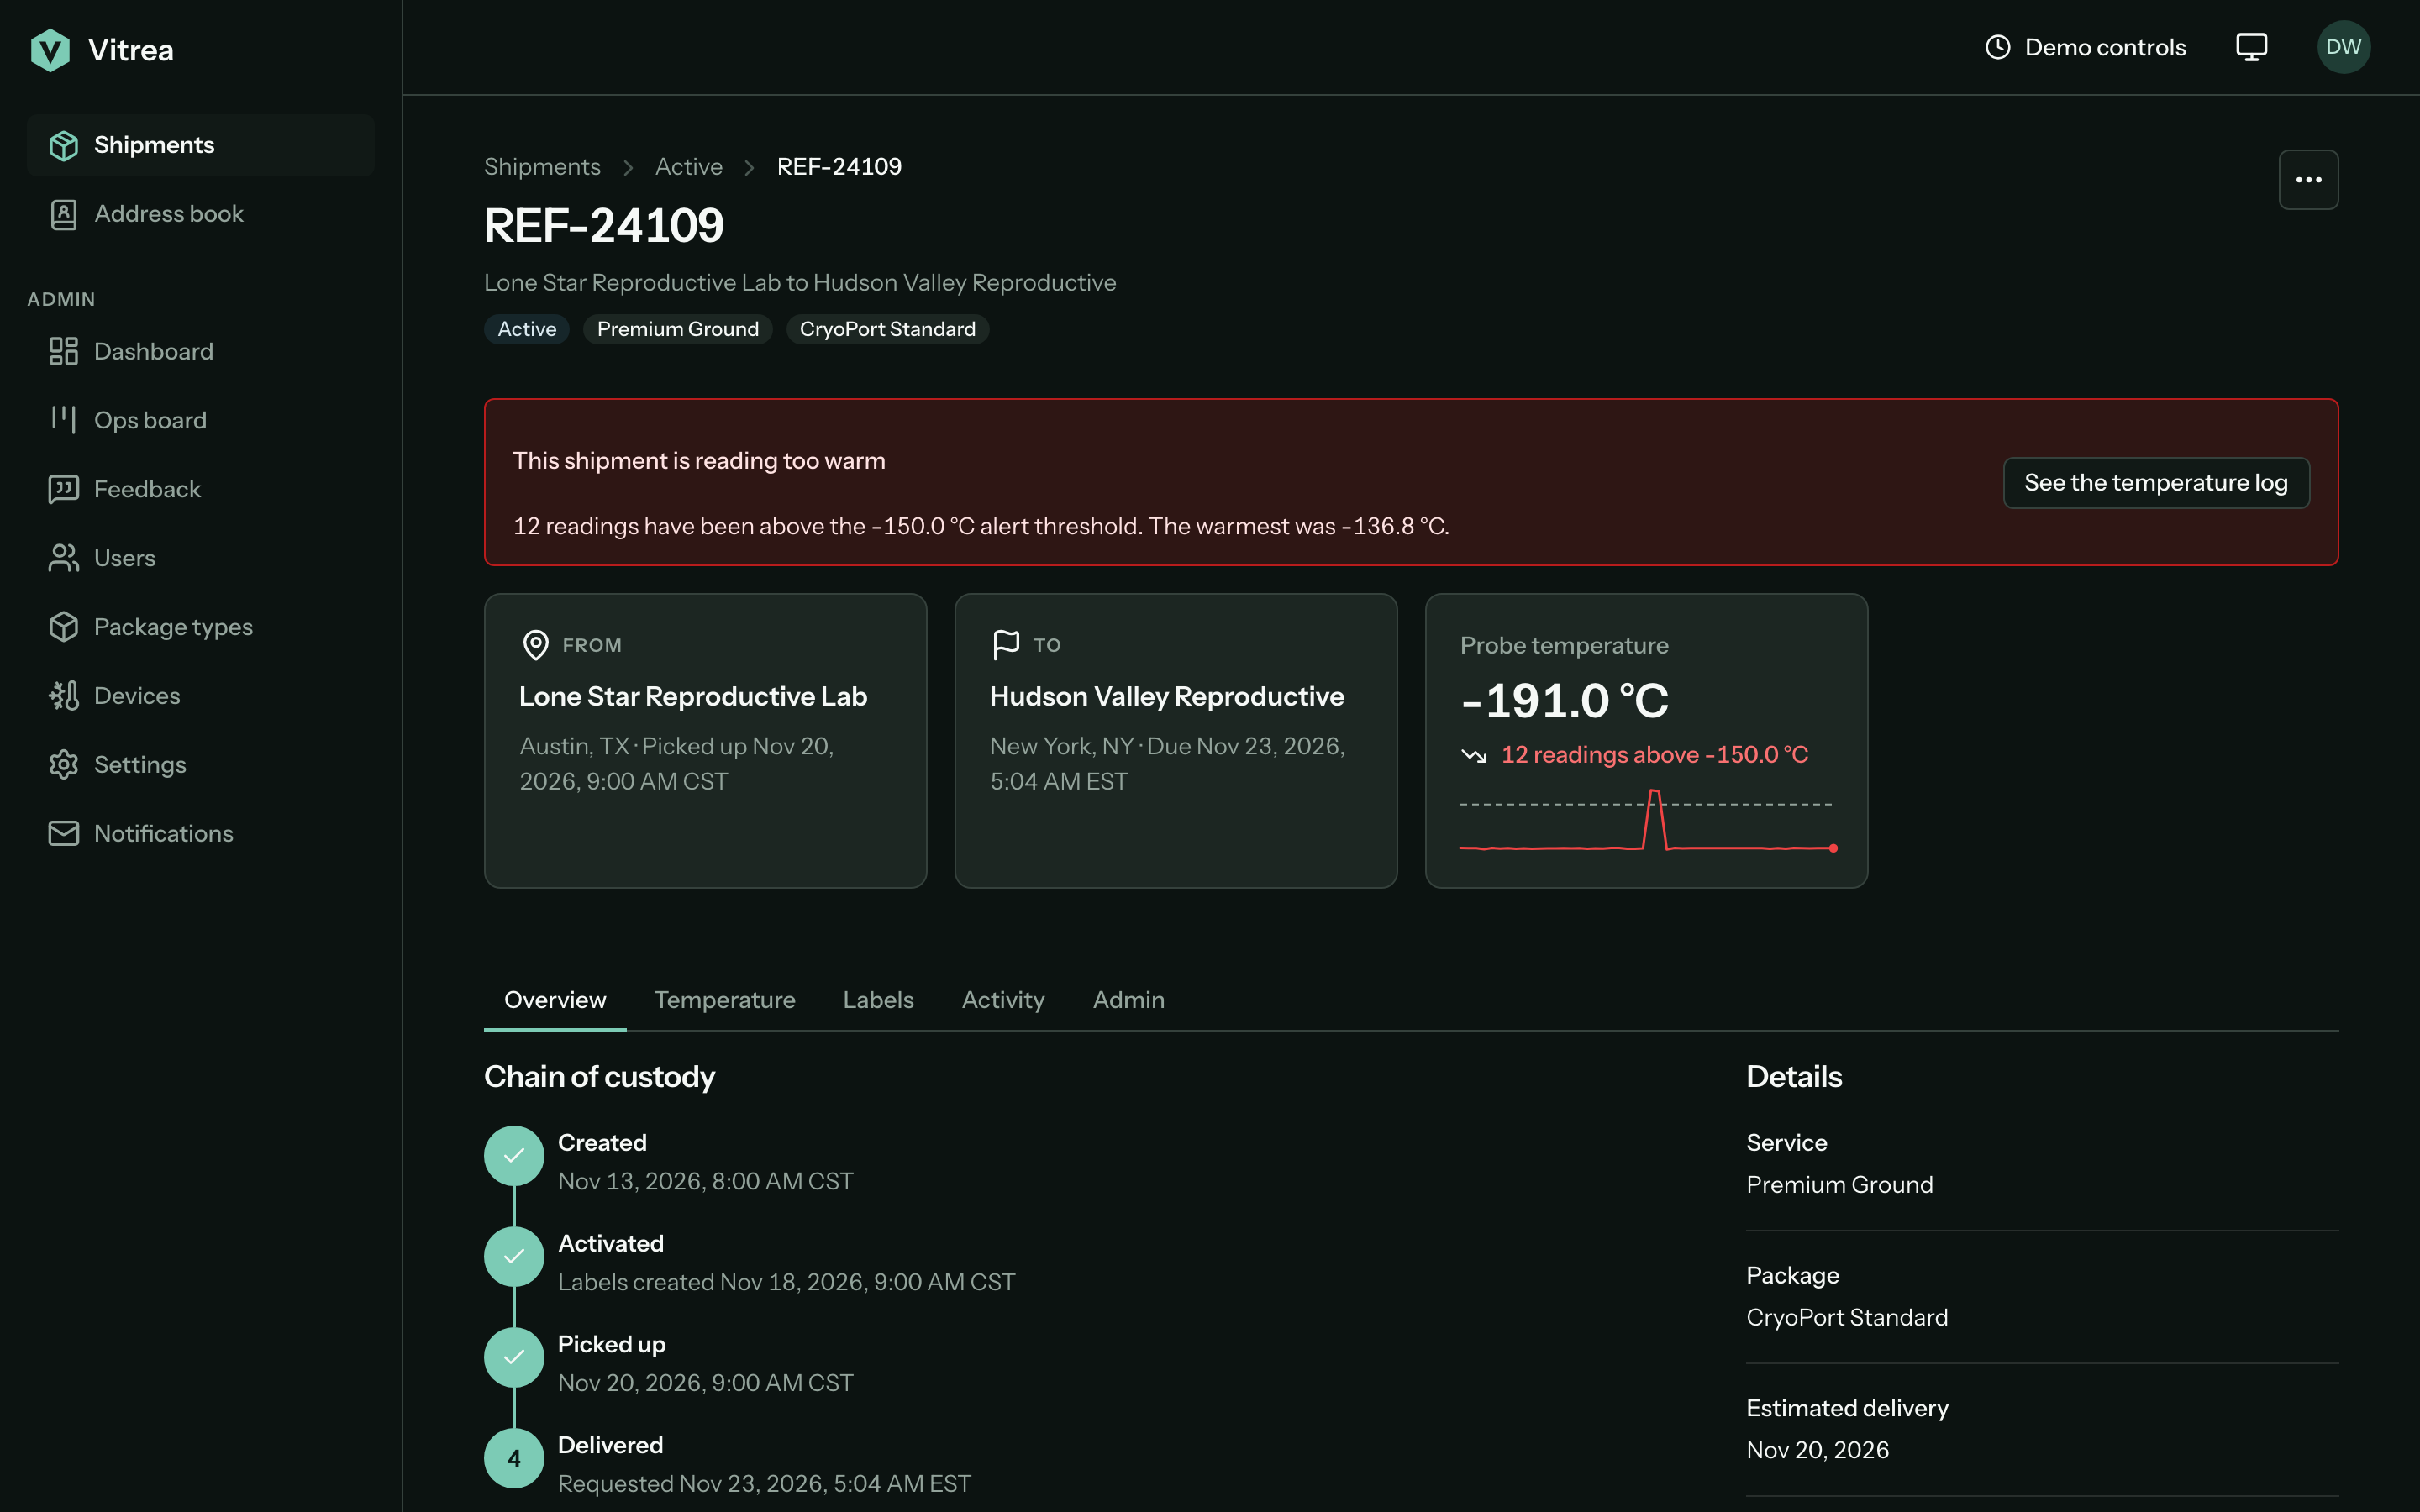 Vitrea
Shipments
Address book
ADMIN
Dashboard
Ops board
Feedback
Users
Package types
Devices
Settings
Notifications
Demo controls
DW
Shipments > Active > REF-24109
REF-24109
Lone Star Reproductive Lab to Hudson Valley Reproductive
Active
Premium Ground
CryoPort Standard
This shipment is reading too warm
12 readings have been above the -150.0 °C alert threshold. The warmest was -136.8 °C.
See the temperature log
FROM
Lone Star Reproductive Lab
Austin, TX · Picked up Nov 20,
2026, 9:00 AM CST
TO
Hudson Valley Reproductive
New York, NY · Due Nov 23, 2026,
5:04 AM EST
Probe temperature
-191.0 °C
12 readings above -150.0 °C
Overview
Temperature
Labels
Activity
Admin
Chain of custody
Created
Nov 13, 2026, 8:00 AM CST
Activated
Labels created Nov 18, 2026, 9:00 AM CST
Picked up
Nov 20, 2026, 9:00 AM CST
4
Delivered
Requested Nov 23, 2026, 5:04 AM EST
Details
Service
Premium Ground
Package
CryoPort Standard
Estimated delivery
Nov 20, 2026